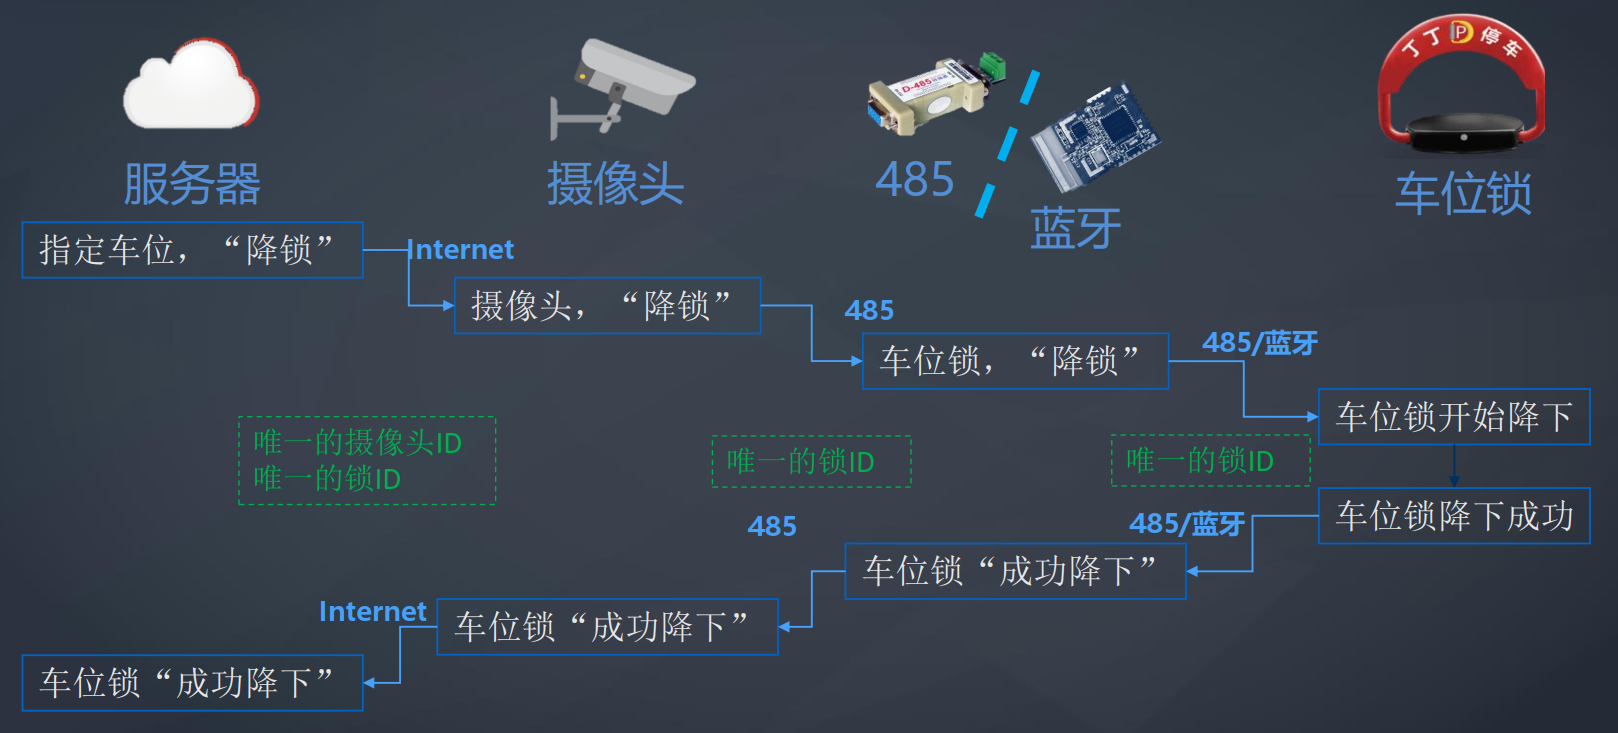 丁丁P停车
D-485
服务器
摄像头
485
蓝牙
车位锁
指定车位，“降锁”
Internet
摄像头，“降锁”
485
车位锁，“降锁”
485/蓝牙
车位锁开始降下
唯一的摄像头ID
唯一的锁ID
唯一的锁ID
唯一的锁ID
车位锁降下成功
485/蓝牙
车位锁“成功降下”
485
车位锁“成功降下”
Internet
车位锁“成功降下”